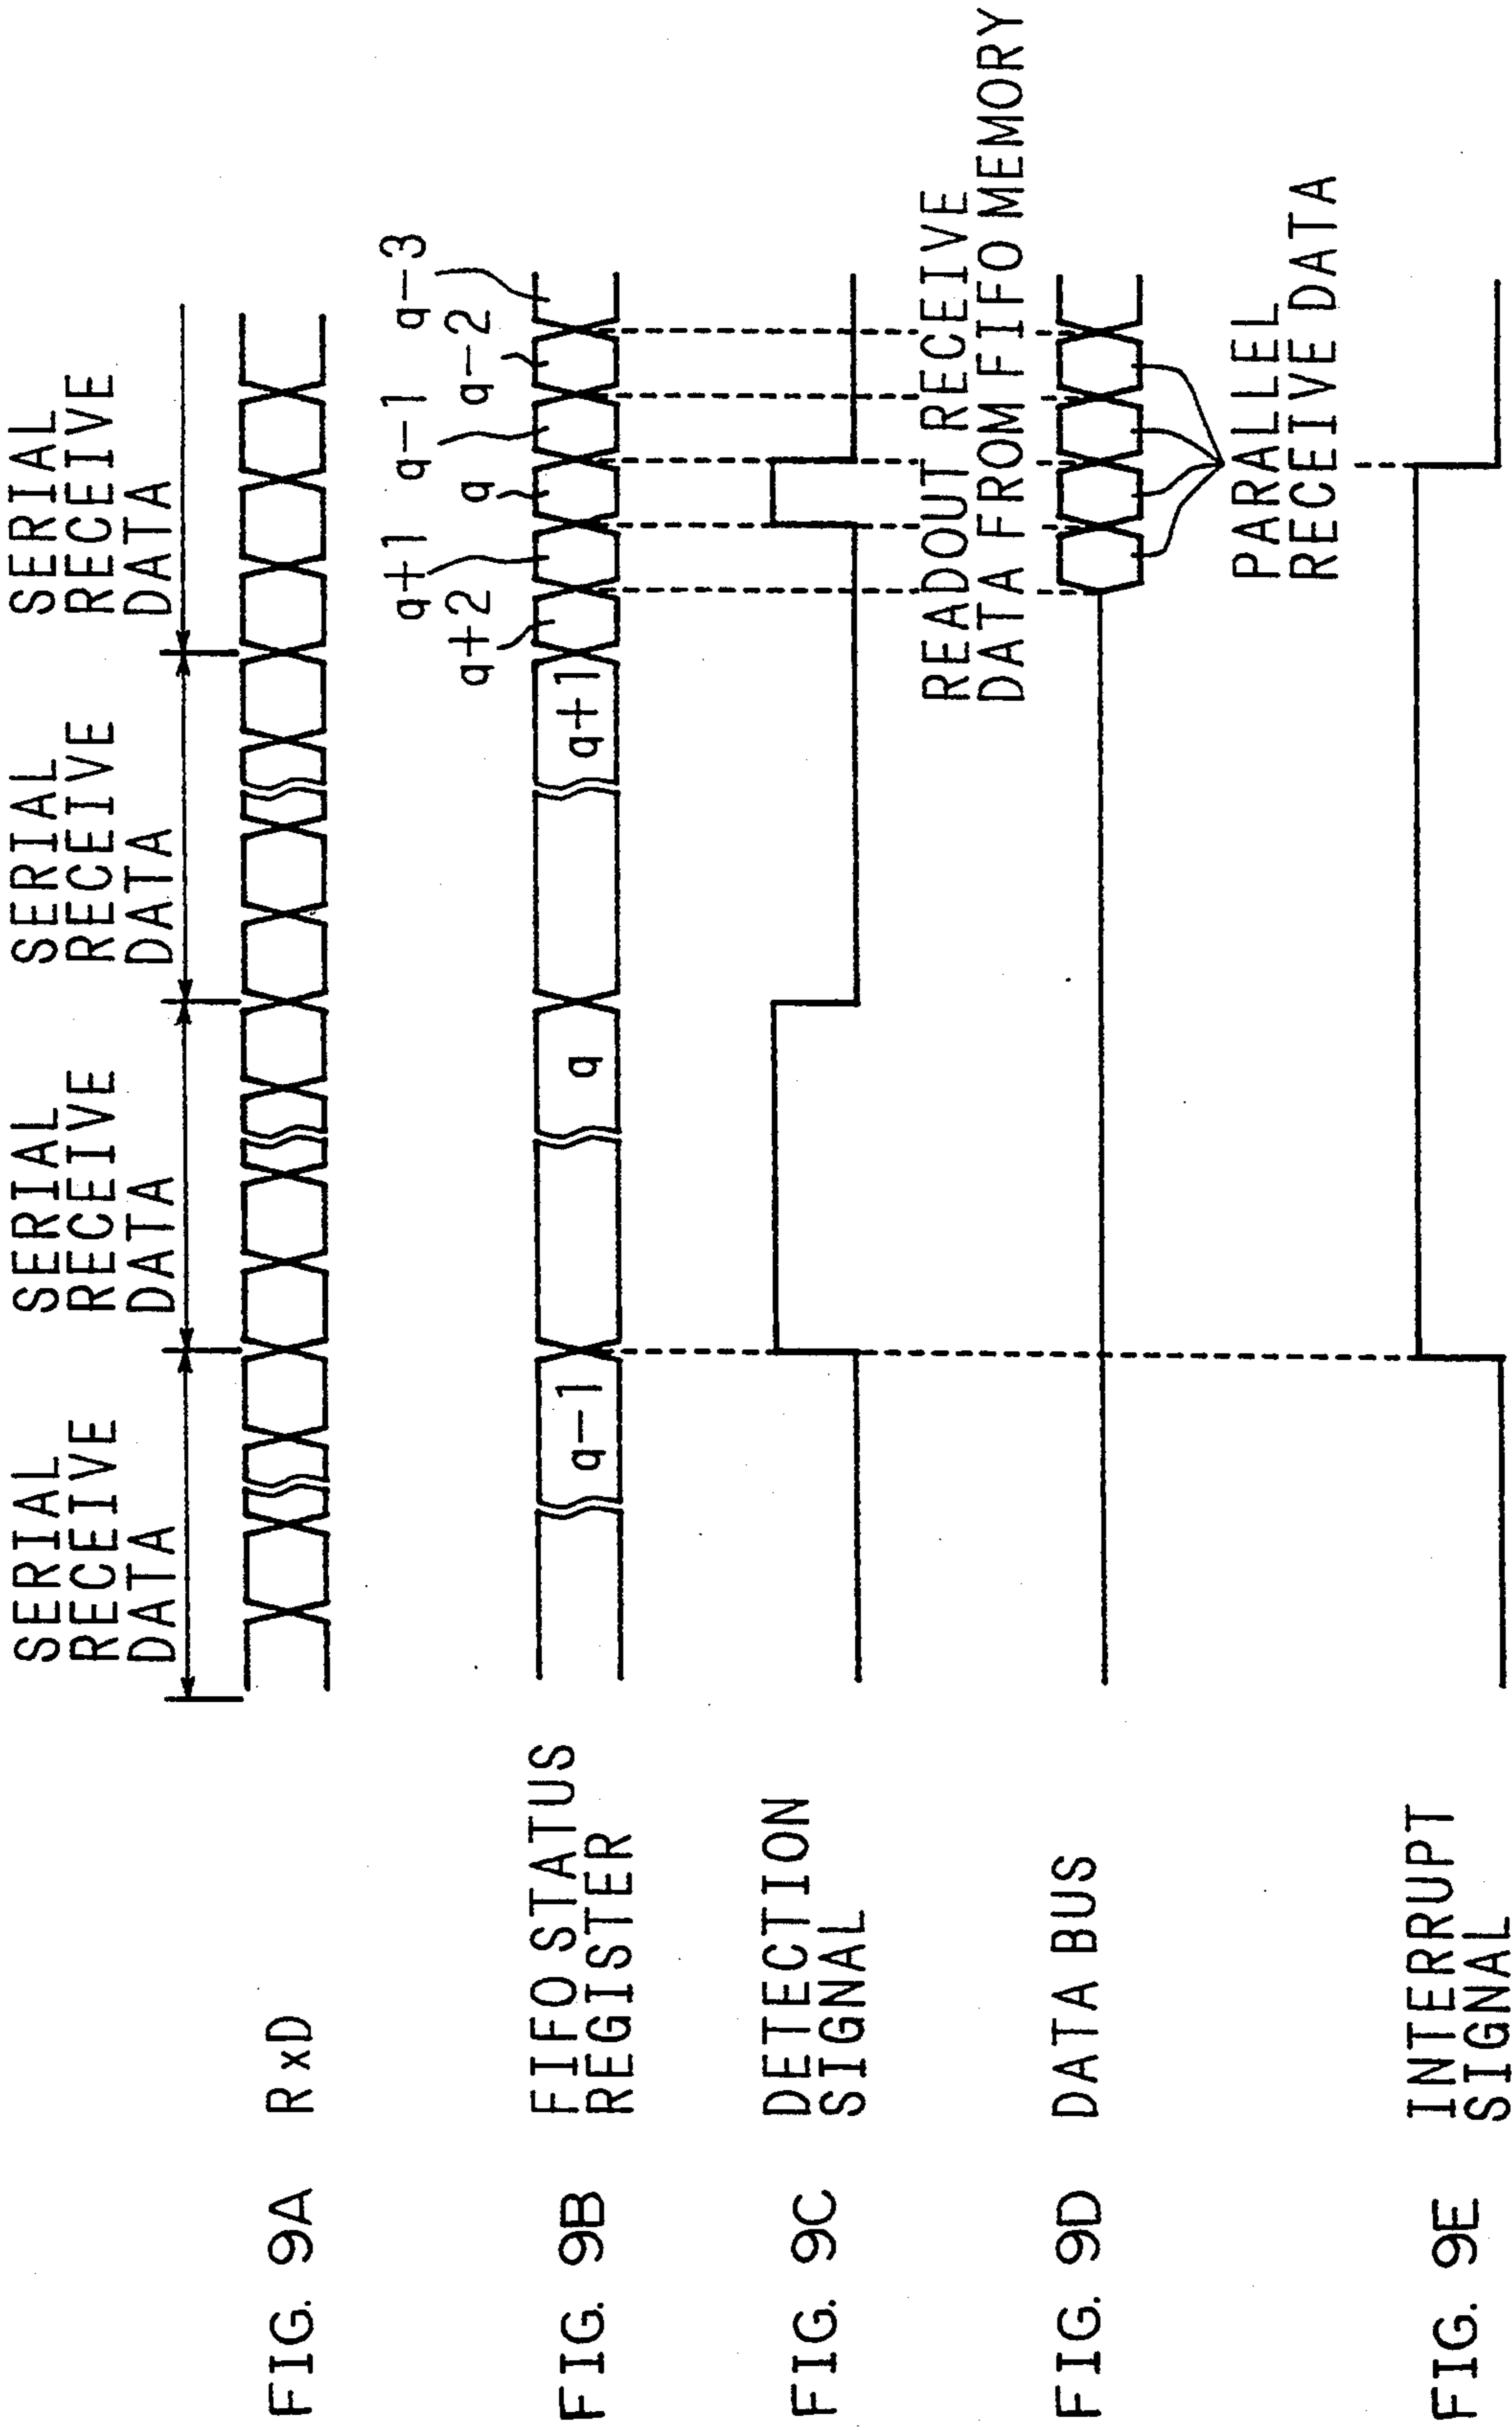 SERIAL
RECEIVE
DATA
SERIAL
RECEIVE
DATA
SERIAL
RECEIVE
DATA
SERIAL
RECEIVE
DATA
FIG. 9A RxD
FIG. 9B FIFO STATUS
REGISTER
q-1
q
q+1
q+2
q+1
q
q-1
q-2
q-3
FIG. 9C DETECTION
SIGNAL
READOUT RECEIVE
DATA FROM FIFO MEMORY
FIG. 9D DATA BUS
PARALLEL
RECEIVE DATA
FIG. 9E INTERRUPT
SIGNAL